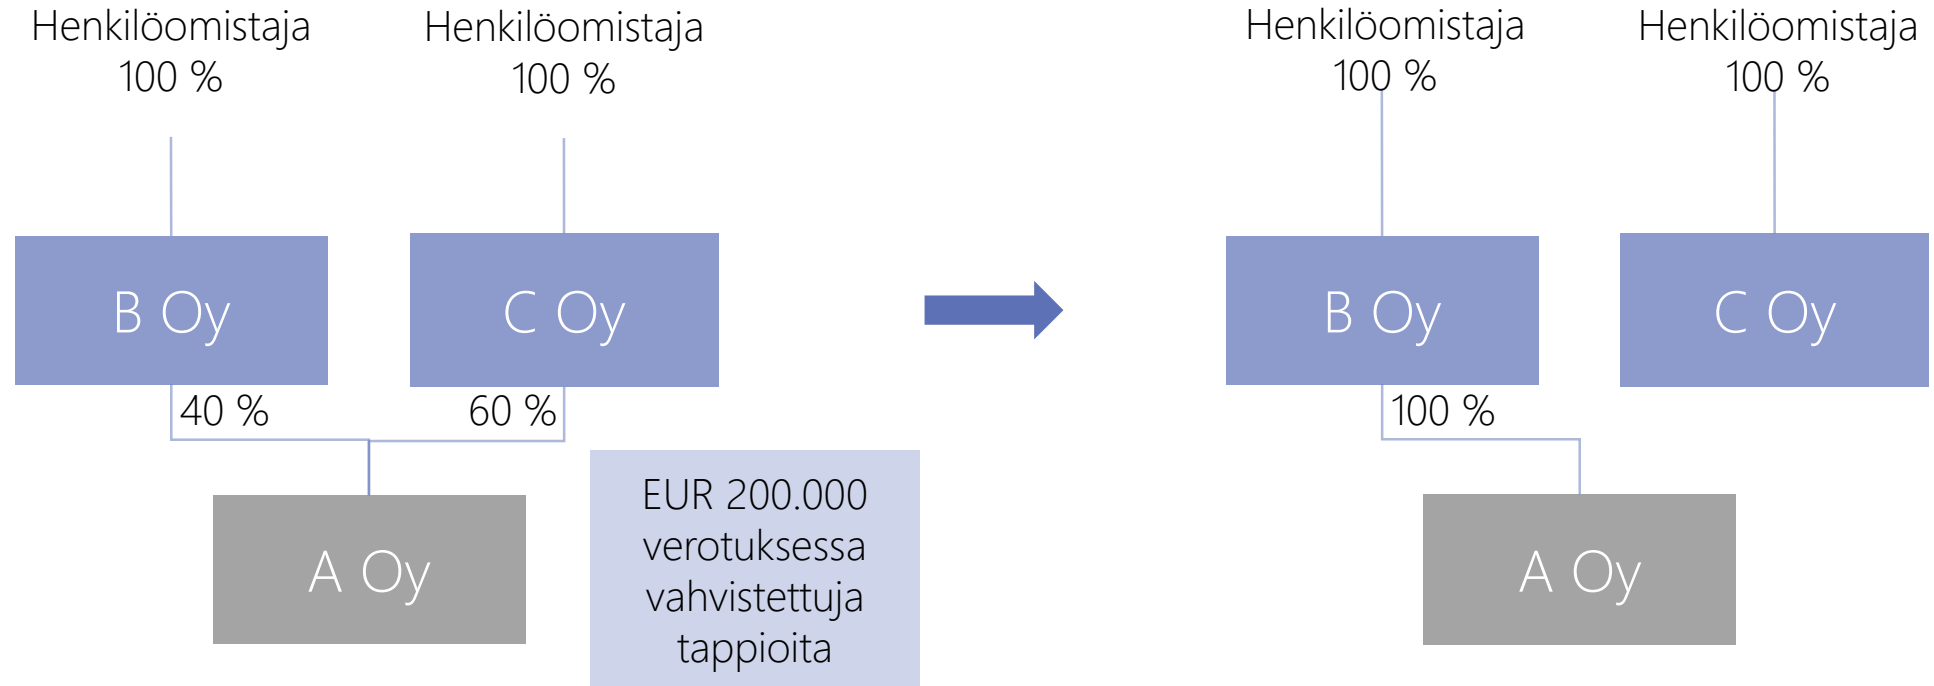 Henkilöomistaja
100 %
Henkilöomistaja
100 %
B Oy
C Oy
40 %
60 %
A Oy
EUR 200.000
verotuksessa
vahvistettuja
tappioita
Henkilöomistaja
100 %
Henkilöomistaja
100 %
B Oy
C Oy
100 %
A Oy